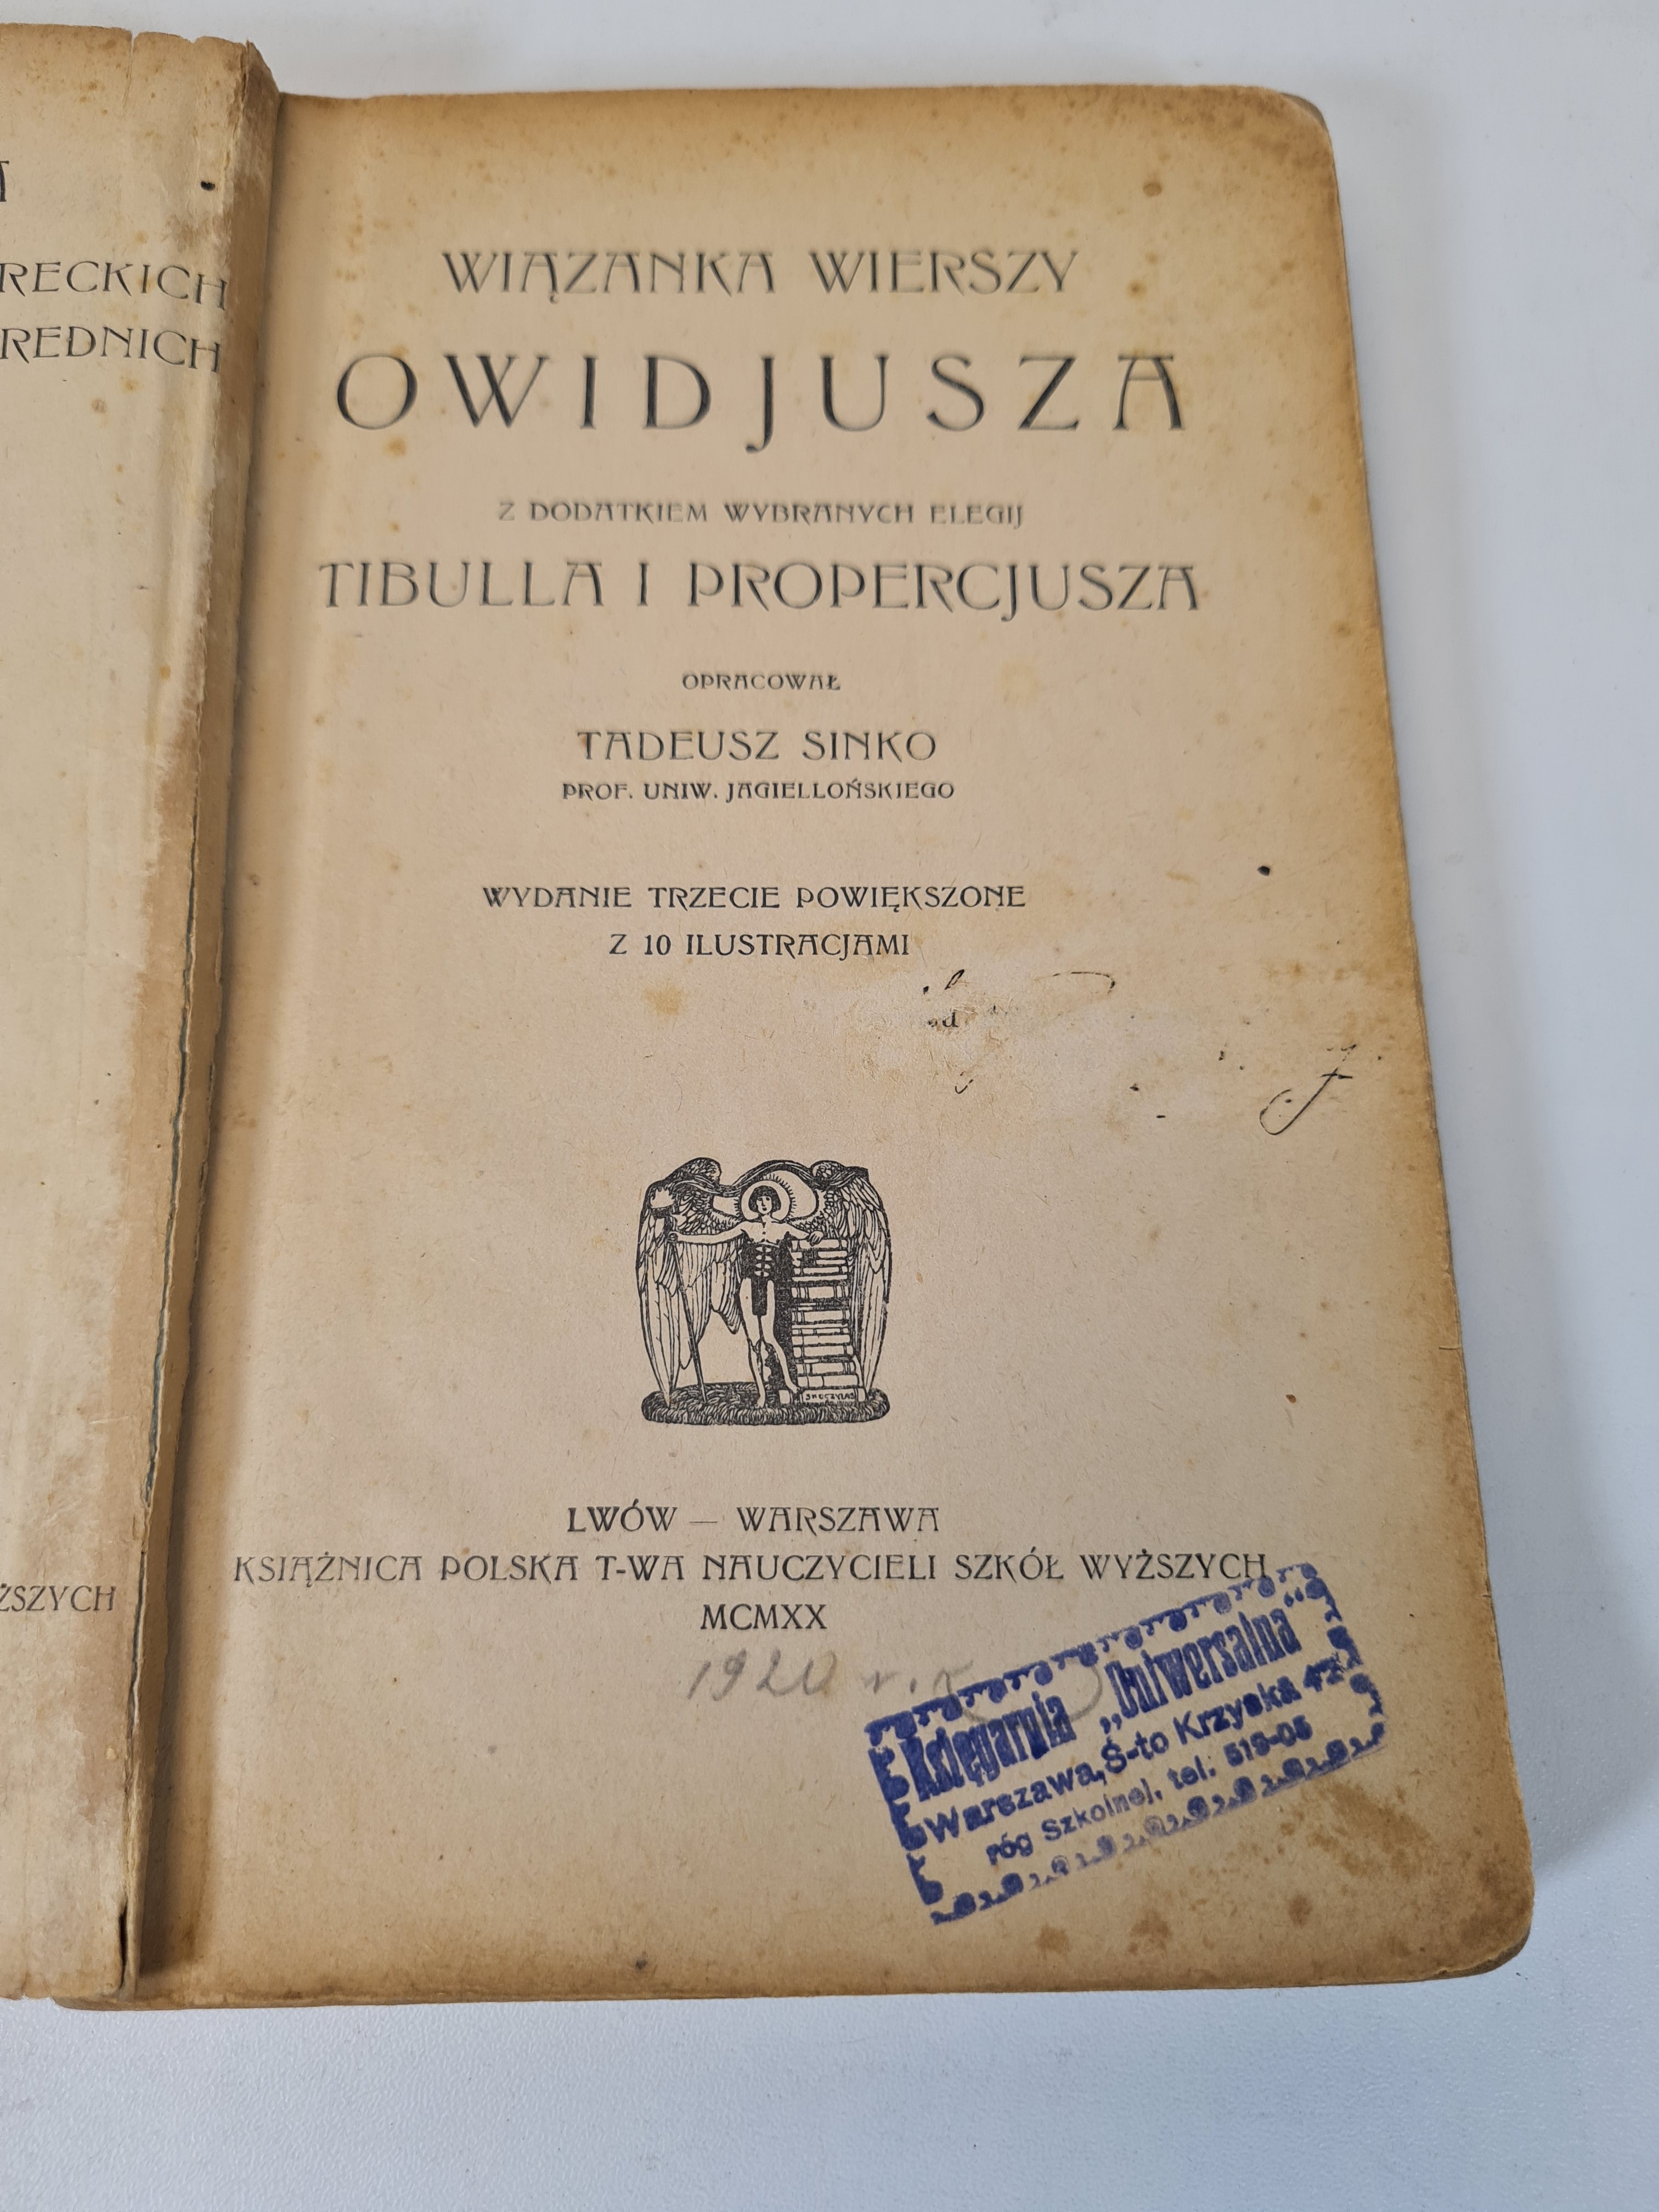 RECKICH
REDNICH
ŻSZYCH
WIĄZANKA WIERSZY
OWIDJUSZA
Z DODATKIEM WYBRANYCH ELEGIJ
TIBULLA I PROPERCJUSZA
OPRACOWAŁ
TADEUSZ SINKO
PROF. UNIW. JAGIELLOŃSKIEGO
WYDANIE TRZECIE POWIĘKSZONE
Z 10 ILUSTRACJAMI
SKOCZYLAS
LWÓW — WARSZAWA
KSIĄŻNICA POLSKA T-WA NAUCZYCIELI SZKÓŁ WYŻSZYCH
MCMXX
1920 r.
Księgarnia „Uniwersalna“
Warszawa, Ś-to Krzyska
róg Szkolnej, tel. 519-05